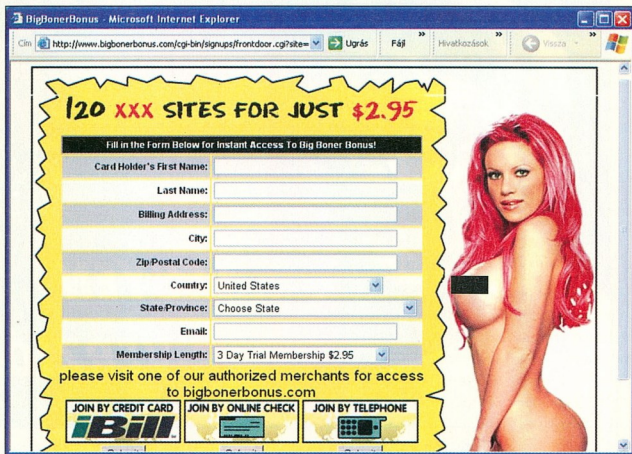 BigBonerBonus - Microsoft Internet Explorer
Cím http://www.bigbonerbonus.com/cgi-bin/signups/frontdoor.cgi?site= Ugrás Fájl » Hivatkozások » Vissza »
120 XXX SITES FOR JUST $2.95
Fill in the Form Below for Instant Access To Big Boner Bonus!
Card Holder's First Name:
Last Name:
Billing Address:
City:
Zip/Postal Code:
Country: United States
State/Province: Choose State
Email:
Membership Length: 3 Day Trial Membership $2.95
please visit one of our authorized merchants for access
to bigbonerbonus.com
JOIN BY CREDIT CARD JOIN BY ONLINE CHECK JOIN BY TELEPHONE
iBill